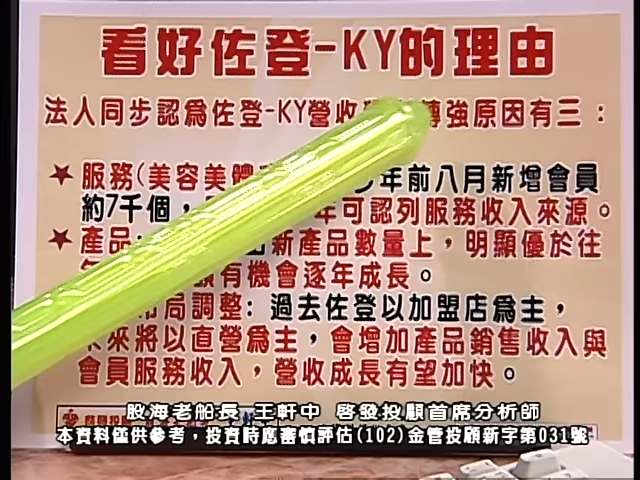 看好佐登-KY的理由
法人同步認為佐登-KY營收 轉強原因有三：
★ 服務(美容美體 年前八月新增會員
約7千個， 年可認列服務收入來源。
★ 產品: 新產品數量上，明顯優於往
有機會逐年成長。
布局調整: 過去佐登以加盟店為主，
未來將以直營為主，會增加產品銷售收入與
會員服務收入，營收成長有望加快。
股海老船長 王軒中 啓發投顧首席分析師
本資料僅供參考，投資時應審慎評估(102)金管投顧新字第031號